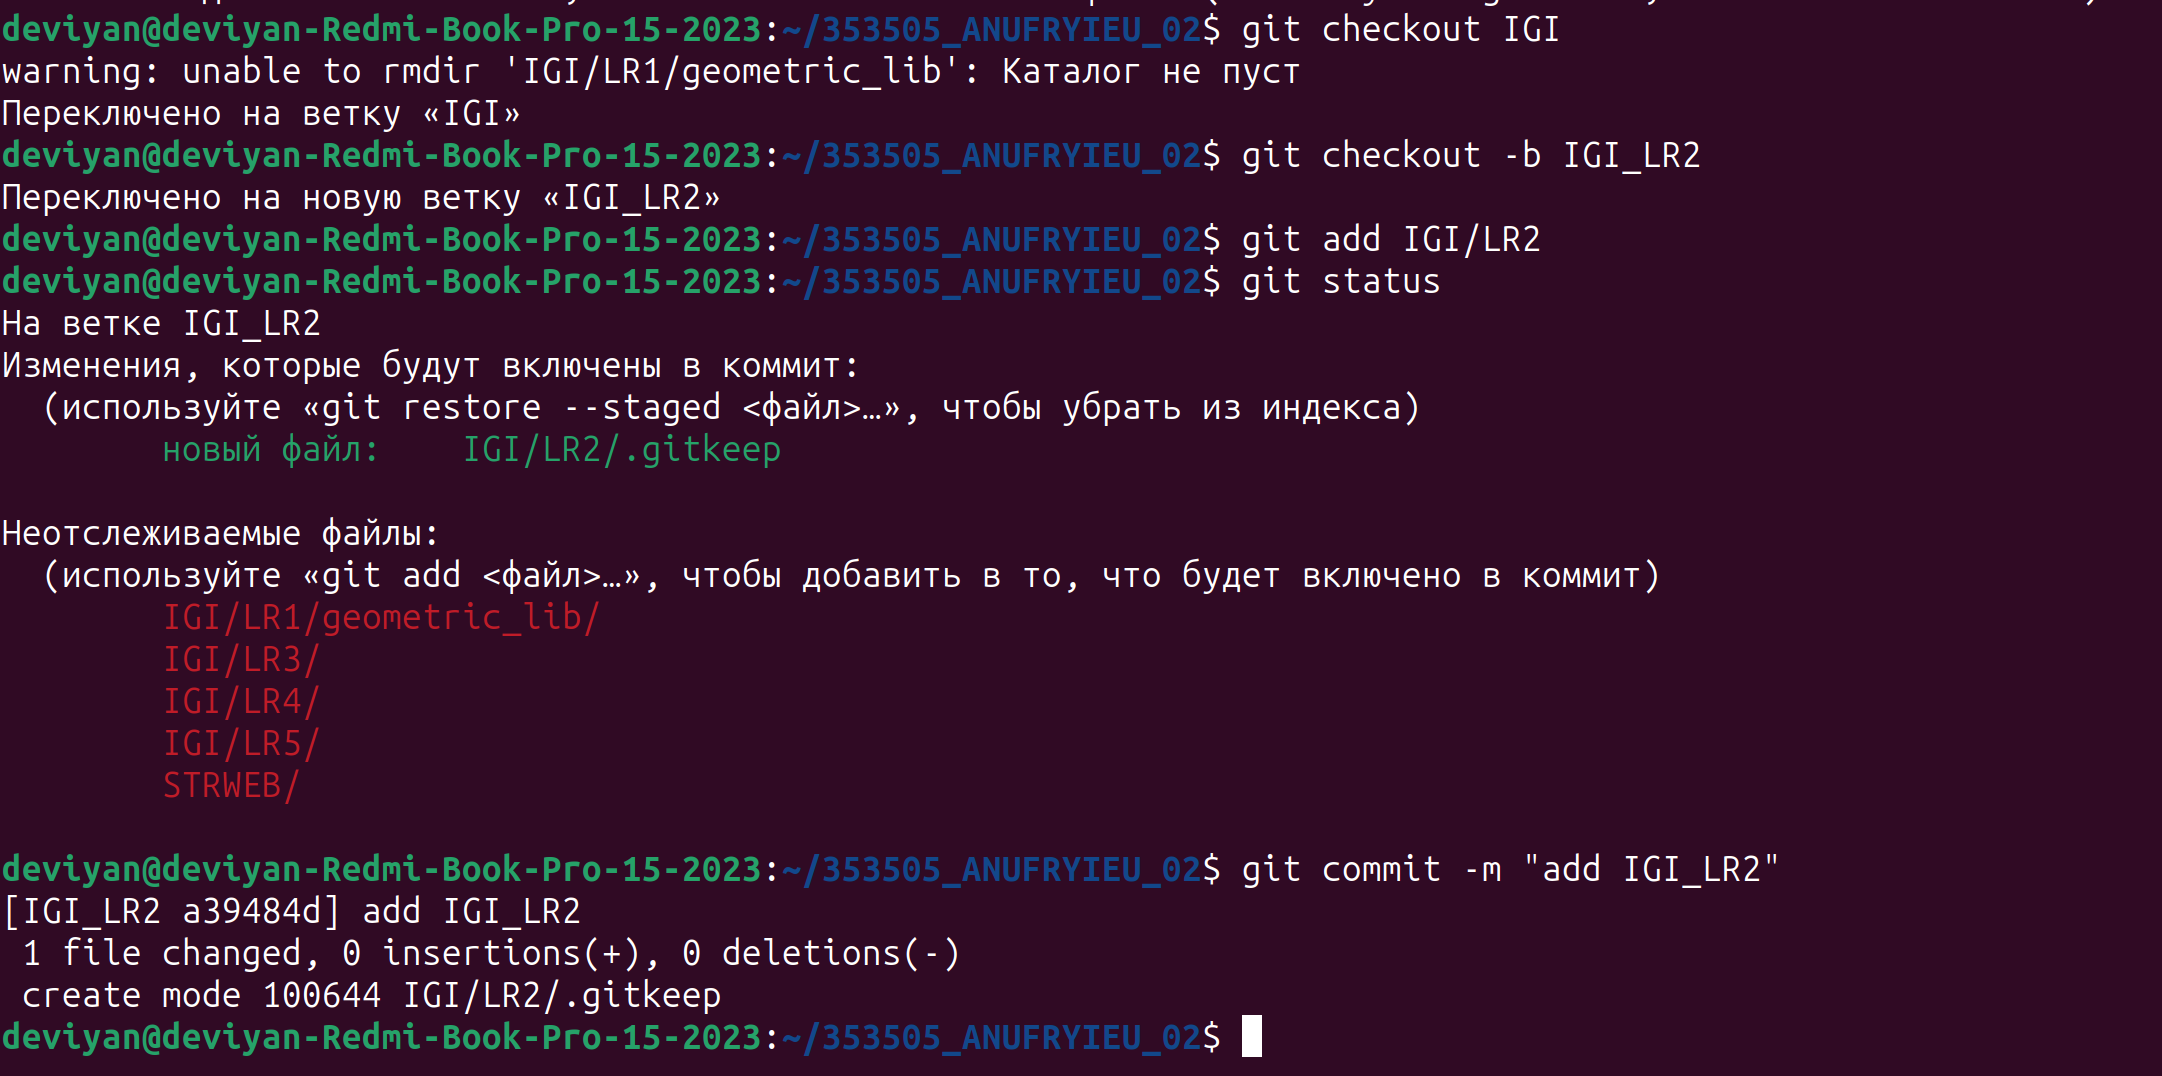 deviyan@deviyan-Redmi-Book-Pro-15-2023:~/353505_ANUFRYIEU_02$ git checkout IGI
warning: unable to rmdir 'IGI/LR1/geometric_lib': Каталог не пуст
Переключено на ветку «IGI»
deviyan@deviyan-Redmi-Book-Pro-15-2023:~/353505_ANUFRYIEU_02$ git checkout -b IGI_LR2
Переключено на новую ветку «IGI_LR2»
deviyan@deviyan-Redmi-Book-Pro-15-2023:~/353505_ANUFRYIEU_02$ git add IGI/LR2
deviyan@deviyan-Redmi-Book-Pro-15-2023:~/353505_ANUFRYIEU_02$ git status
На ветке IGI_LR2
Изменения, которые будут включены в коммит:
  (используйте «git restore --staged <файл>…», чтобы убрать из индекса)
        новый файл:    IGI/LR2/.gitkeep

Неотслеживаемые файлы:
  (используйте «git add <файл>…», чтобы добавить в то, что будет включено в коммит)
        IGI/LR1/geometric_lib/
        IGI/LR3/
        IGI/LR4/
        IGI/LR5/
        STRWEB/

deviyan@deviyan-Redmi-Book-Pro-15-2023:~/353505_ANUFRYIEU_02$ git commit -m "add IGI_LR2"
[IGI_LR2 a39484d] add IGI_LR2
 1 file changed, 0 insertions(+), 0 deletions(-)
 create mode 100644 IGI/LR2/.gitkeep
deviyan@deviyan-Redmi-Book-Pro-15-2023:~/353505_ANUFRYIEU_02$